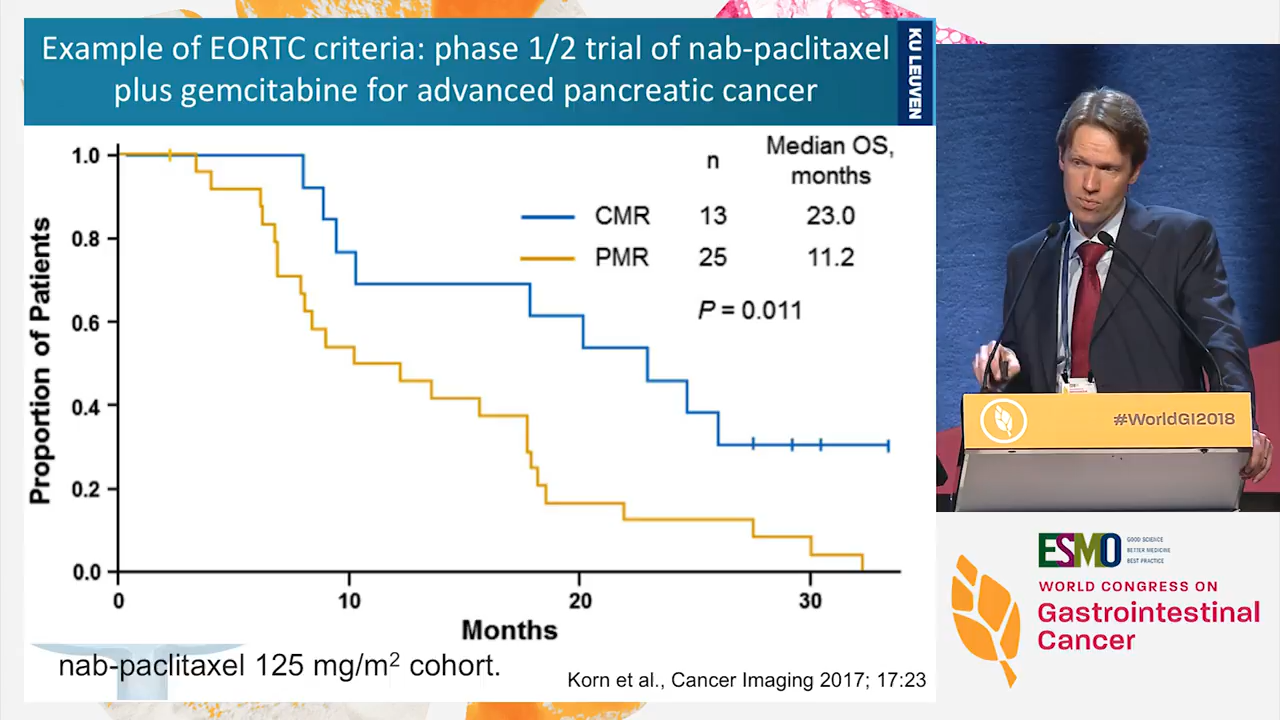 Example of EORTC criteria: phase 1/2 trial of nab-paclitaxel
plus gemcitabine for advanced pancreatic cancer
KU LEUVEN
Proportion of Patients
1.0
0.8
0.6
0.4
0.2
0.0
n
Median OS,
months
CMR 13 23.0
PMR 25 11.2
P = 0.011
0 10 20 30
Months
nab-paclitaxel 125 mg/m² cohort.
Korn et al., Cancer Imaging 2017; 17:23
#WorldGI2018
ESMO
GOOD SCIENCE
BETTER MEDICINE
BEST PRACTICE
WORLD CONGRESS ON
Gastrointestinal
Cancer